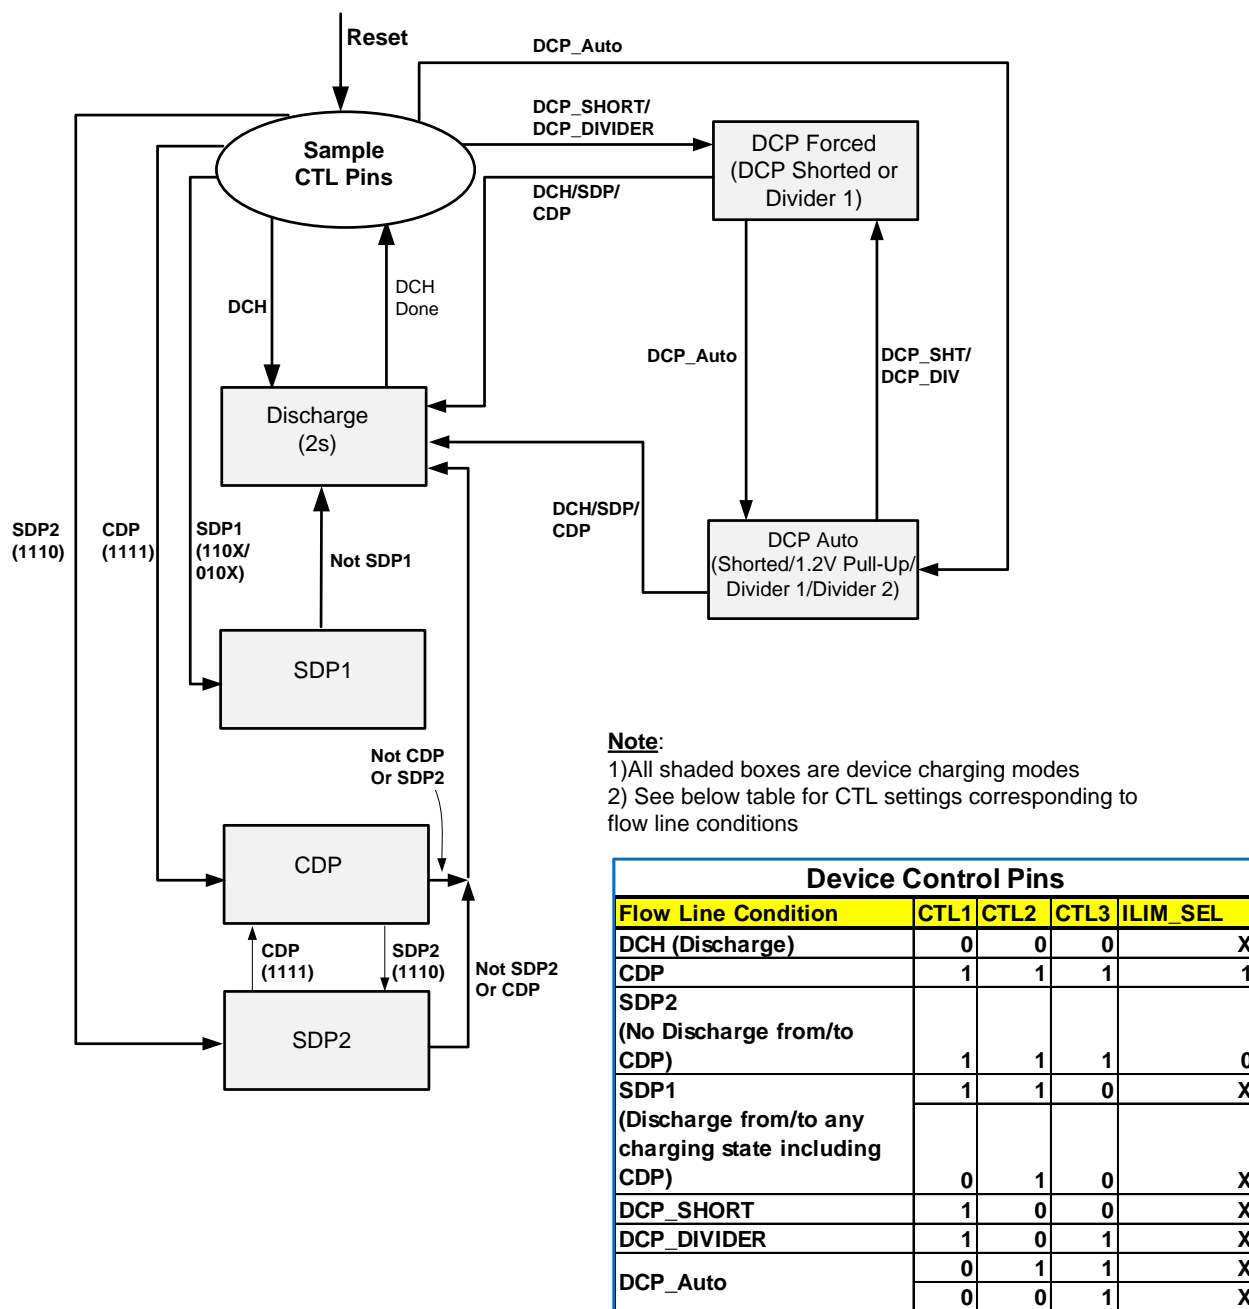 Reset
DCP_Auto
Sample
CTL Pins
DCP_SHORT/
DCP_DIVIDER
DCP Forced
(DCP Shorted or
Divider 1)
DCH/SDP/
CDP
DCH
DCH
Done
DCP_Auto
DCP_SHT/
DCP_DIV
Discharge
(2s)
SDP2
(1110)
CDP
(1111)
SDP1
(110X/
010X)
Not SDP1
DCH/SDP/
CDP
DCP Auto
(Shorted/1.2V Pull-Up/
Divider 1/Divider 2)
SDP1
Not CDP
Or SDP2
CDP
CDP
(1111)
SDP2
(1110)
Not SDP2
Or CDP
SDP2
Note:
1)All shaded boxes are device charging modes
2) See below table for CTL settings corresponding to
flow line conditions
Device Control Pins
Flow Line Condition CTL1 CTL2 CTL3 ILIM_SEL
DCH (Discharge) 0 0 0 X
CDP 1 1 1 1
SDP2
(No Discharge from/to
CDP) 1 1 1 0
SDP1 1 1 0 X
(Discharge from/to any
charging state including
CDP) 0 1 0 X
DCP_SHORT 1 0 0 X
DCP_DIVIDER 1 0 1 X
DCP_Auto 0 1 1 X
0 0 1 X